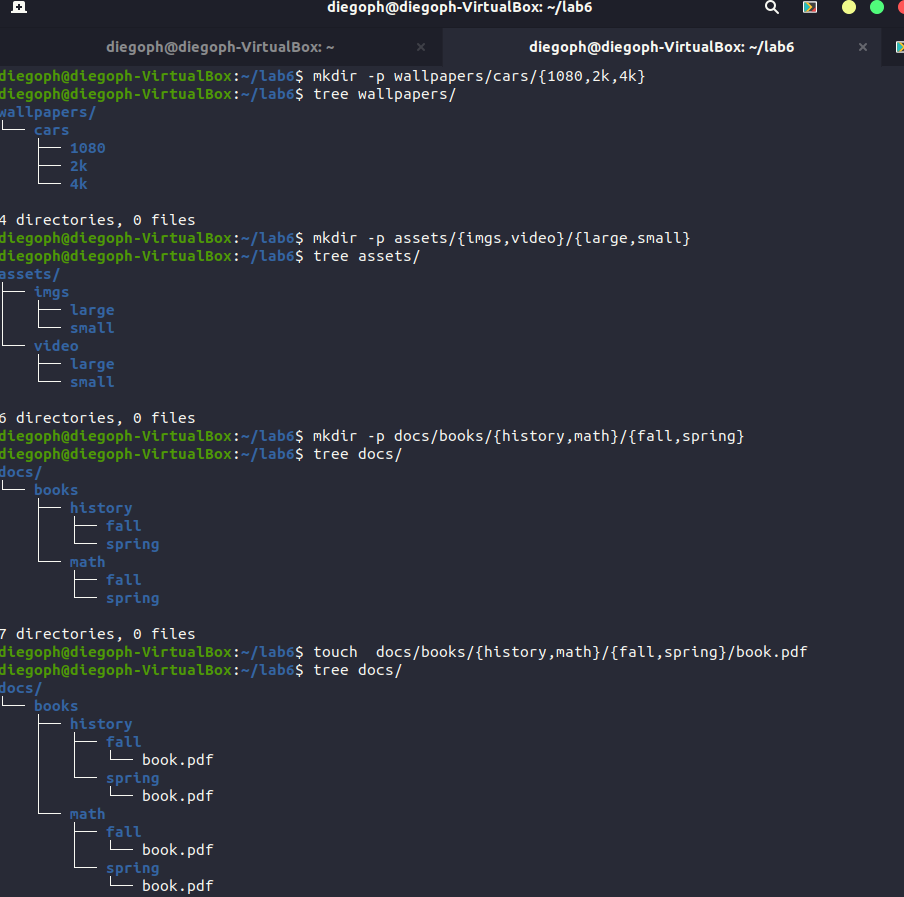 diegoph@diegoph-VirtualBox: ~/lab6
diegoph@diegoph-VirtualBox: ~ × diegoph@diegoph-VirtualBox: ~/lab6 ×
diegoph@diegoph-VirtualBox:~/lab6$ mkdir -p wallpapers/cars/{1080,2k,4k}
diegoph@diegoph-VirtualBox:~/lab6$ tree wallpapers/
wallpapers/
└── cars
    ├── 1080
    ├── 2k
    └── 4k
4 directories, 0 files
diegoph@diegoph-VirtualBox:~/lab6$ mkdir -p assets/{imgs,video}/{large,small}
diegoph@diegoph-VirtualBox:~/lab6$ tree assets/
assets/
├── imgs
│   ├── large
│   └── small
└── video
    ├── large
    └── small
6 directories, 0 files
diegoph@diegoph-VirtualBox:~/lab6$ mkdir -p docs/books/{history,math}/{fall,spring}
diegoph@diegoph-VirtualBox:~/lab6$ tree docs/
docs/
└── books
    ├── history
    │   ├── fall
    │   └── spring
    └── math
        ├── fall
        └── spring
7 directories, 0 files
diegoph@diegoph-VirtualBox:~/lab6$ touch  docs/books/{history,math}/{fall,spring}/book.pdf
diegoph@diegoph-VirtualBox:~/lab6$ tree docs/
docs/
└── books
    ├── history
    │   ├── fall
    │   │   └── book.pdf
    │   └── spring
    │       └── book.pdf
    └── math
        ├── fall
        │   └── book.pdf
        └── spring
            └── book.pdf